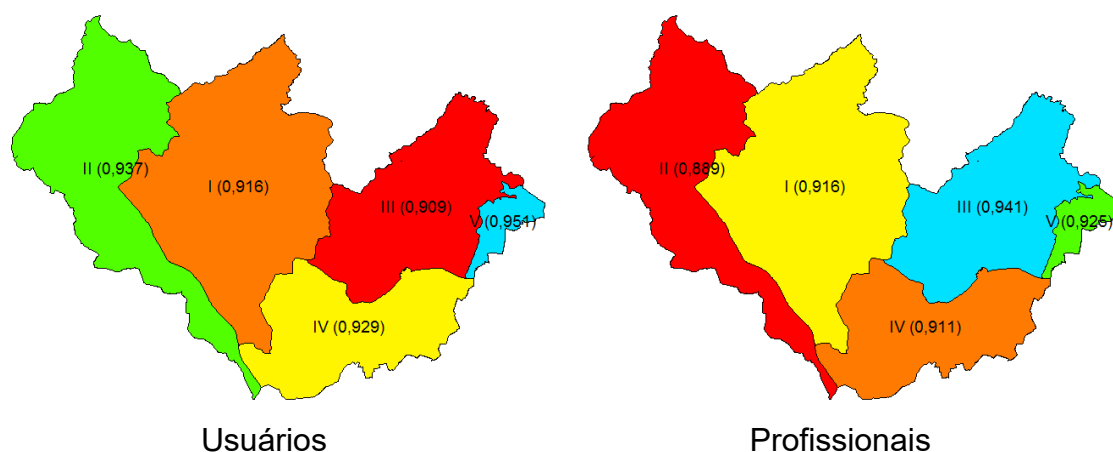 II (0,937)
I (0,916)
III (0,909)
V (0,951)
IV (0,929)
Usuários
II (0,889)
I (0,916)
III (0,941)
V (0,925)
IV (0,911)
Profissionais